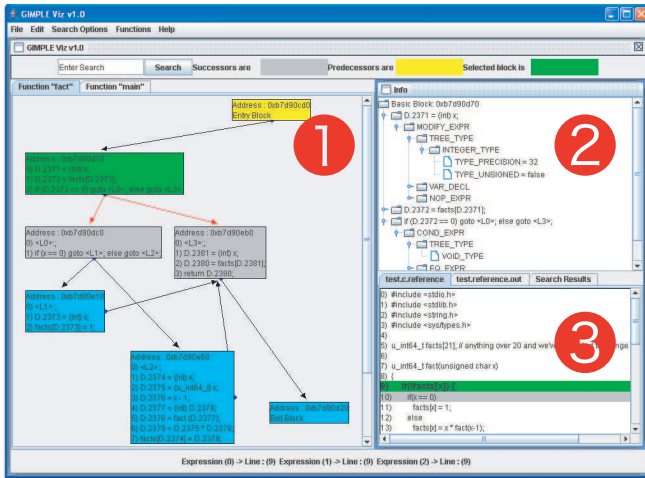 GIMPLE Viz v1.0
File Edit Search Options Functions Help
GIMPLE Viz v1.0
Enter Search Search Successors are Predecessors are Selected block is
Function "fact" Function "main"
Address : 0xb7d90cd0
Entry Block
1
Address : 0xb7d90d70
0) D.2371 = (int) x;
1) D.2372 = facts[D.2371];
2) if (D.2372 == 0) goto <L0>; else goto <L3>;
Address : 0xb7d90dc0
0) <L0>:;
1) if (x == 0) goto <L1>; else goto <L2>;
Address : 0xb7d90eb0
0) <L3>:;
1) D.2381 = (int) x;
2) D.2380 = facts[D.2381];
3) return D.2380;
Address : 0xb7d90e10
0) <L1>:;
1) D.2373 = (int) x;
2) facts[D.2373] = 1;
Address : 0xb7d90e60
0) <L2>:;
1) D.2374 = (int) x;
2) D.2375 = (u_int64_t) x;
3) D.2376 = x - 1;
4) D.2377 = (int) D.2376;
5) D.2378 = fact (D.2377);
6) D.2379 = D.2375 * D.2378;
7) facts[D.2374] = D.2379;
Address : 0xb7d90d20
Exit Block
Info
Basic Block: 0xb7d90d70
D.2371 = (int) x;
MODIFY_EXPR
TREE_TYPE
INTEGER_TYPE
TYPE_PRECISION = 32
TYPE_UNSIGNED = false
VAR_DECL
NOP_EXPR
D.2372 = facts[D.2371];
if (D.2372 == 0) goto <L0>; else goto <L3>;
COND_EXPR
TREE_TYPE
VOID_TYPE
EQ_EXPR
2
test.c.reference test.reference.out Search Results
0) #include <stdio.h>
1) #include <stdlib.h>
2) #include <string.h>
3) #include <sys/types.h>
4)
5) u_int64_t facts[21]; // anything over 20 and we've
6)
7) u_int64_t fact(unsigned char x)
8) {
9) if(!facts[x]) {
10) if(x == 0)
11) facts[x] = 1;
12) else
13) facts[x] = x * fact(x-1);
3
Expression (0) -> Line : (9) Expression (1) -> Line : (9) Expression (2) -> Line : (9)